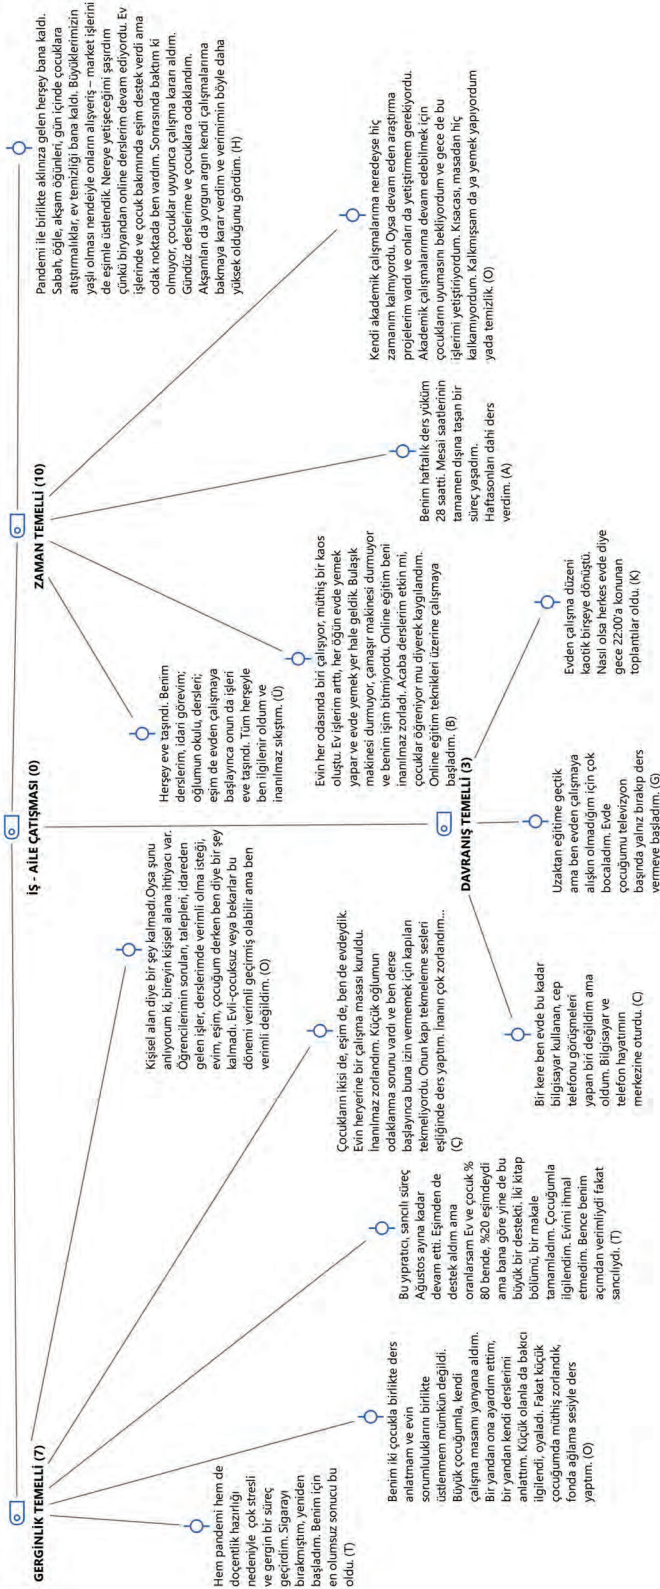 İŞ - AİLE ÇATIŞMASI (0)
GERGİNLİK TEMELLİ (7)
Hem pandemi hem de
doçentlik hazırlığı
nedeniyle çok stresli
ve gergin bir süreç
geçirdim. Sigarayı
bırakmıştım, yeniden
başladım. Benim için
en olumsuz sonucu bu
oldu. (T)
Benim iki çocukla birlikte ders
anlatmam ve evin
sorumluluklarını birlikte
üstlenmem mümkün değildi.
Büyük çocuğumla, kendi
çalışma masamı yanyana aldım.
Bir yandan ona ayardım ettim,
bir yandan kendi derslerimi
anlattım. Küçük olanla da bakıcı
ilgilendi, oyaladı. Fakat küçük
çocuğumda müthiş zorlandık,
fonda ağlama sesiyle ders
yaptım. (O)
Bu yıpratıcı, sancılı süreç
Ağustos ayına kadar
devam etti. Eşimden de
destek aldım ama
oranlarsam Ev ve çocuk %
80 bende, %20 eşimdeydi
ama bana göre yine de bu
büyük bir destekti. İki kitap
bölümü, bir makale
tamamladım. Çocuğumla
ilgilendim. Evimi ihmal
etmedim. Bence benim
açımdan verimliydi fakat
sancılıydı. (T)
Çocukların ikisi de, eşim de, ben de evdeydik.
Evin heryerine bir çalışma masası kuruldu.
İnanılmaz zorlandım. Küçük oğlumun
odaklanma sorunu vardı ve ben derse
başlayınca buna izin vermemek için kapıları
tekmeliyordu. Onun kapı tekmeleme sesleri
eşliğinde ders yaptım. İnanın çok zorlandım...
(Ç)
Kişisel alan diye bir şey kalmadı.Oysa şunu
anlıyorum ki, bireyin kişisel alana ihtiyacı var.
Öğrencilerimin soruları, talepleri, idareden
gelen işler, derslerimde verimli olma isteği,
evim, eşim, çocuğum derken ben diye bir şey
kalmadı. Evli-çocuksuz veya bekarlar bu
dönemi verimli geçirmiş olabilir ama ben
verimli değildim. (O)
DAVRANIŞ TEMELLİ (3)
Bir kere ben evde bu kadar
bilgisayar kullanan, cep
telefonu görüşmeleri
yapan biri değildim ama
oldum. Bilgisayar ve
telefon hayatımın
merkezine oturdu. (Ç)
Uzaktan eğitime geçtik
ama ben evden çalışmaya
alışkın olmadığım için çok
bocaladım. Evde
çocuğumu televizyon
başında yalnız bırakıp ders
vermeye başladım. (G)
Evden çalışma düzeni
kaotik birşeye dönüştü.
Nasıl olsa herkes evde diye
gece 22:00'a konunan
toplantılar oldu. (K)
ZAMAN TEMELLİ (10)
Herşey eve taşındı. Benim
derslerim, idari görevim;
oğlumun okulu, dersleri;
eşim de evden çalışmaya
başlayınca onun da işleri
eve taşındı. Tüm herşeyle
ben ilgilenir oldum ve
inanılmaz sıkıştım. (Ü)
Evin her odasında biri çalışıyor, müthiş bir kaos
oluştu. Ev işlerim arttı, her öğün evde yemek
yapar ve evde yemek yer hale geldik. Bulaşık
makinesi durmuyor, çamaşır makinesi durmuyor
ve benim işim bitmiyordu. Online eğitim beni
inanılmaz zorladı. Acaba derslerim etkin mi,
çocuklar öğreniyor mu diyerek kaygılandım.
Online eğitim teknikleri üzerine çalışmaya
başladım. (B)
Benim haftalık ders yüküm
28 saatti. Mesai saatlerinin
tamamen dışına taşan bir
süreç yaşadım.
Haftasonları dahi ders
verdim. (A)
Kendi akademik çalışmalarıma neredeyse hiç
zamanım kalmıyordu. Oysa devam eden araştırma
projelerim vardı ve onları da yetiştirmem gerekiyordu.
Akademik çalışmalarıma devam edebilmek için
çocukların uyumasını bekliyordum ve gece de bu
işlerimi yetiştiriyordum. Kısacası, masadan hiç
kalkamıyordum. Kalkmışsam da ya yemek yapıyordum
yada temizlik. (O)
Pandemi ile birlikte aklınıza gelen herşey bana kaldı.
Sabah, öğle, akşam öğünleri, gün içinde çocuklara
atıştırmalıklar, ev temizliği bana kaldı. Büyüklerimizin
yaşlı olması nendeiyle onların alışveriş – market işlerini
de eşimle üstlendik. Nereye yetişeceğimi şaşırdım
çünkü biryandan online derslerim devam ediyordu. Ev
işlerinde ve çocuk bakımında eşim destek verdi ama
odak noktada ben vardım. Sonrasında baktım ki
olmuyor, çocuklar uyuyunca çalışma kararı aldım.
Gündüz derslerime ve çocuklara odaklandım.
Akşamları da yorgun argın kendi çalışmalarıma
bakmaya karar verdim ve verimimin böyle daha
yüksek olduğunu gördüm. (H)